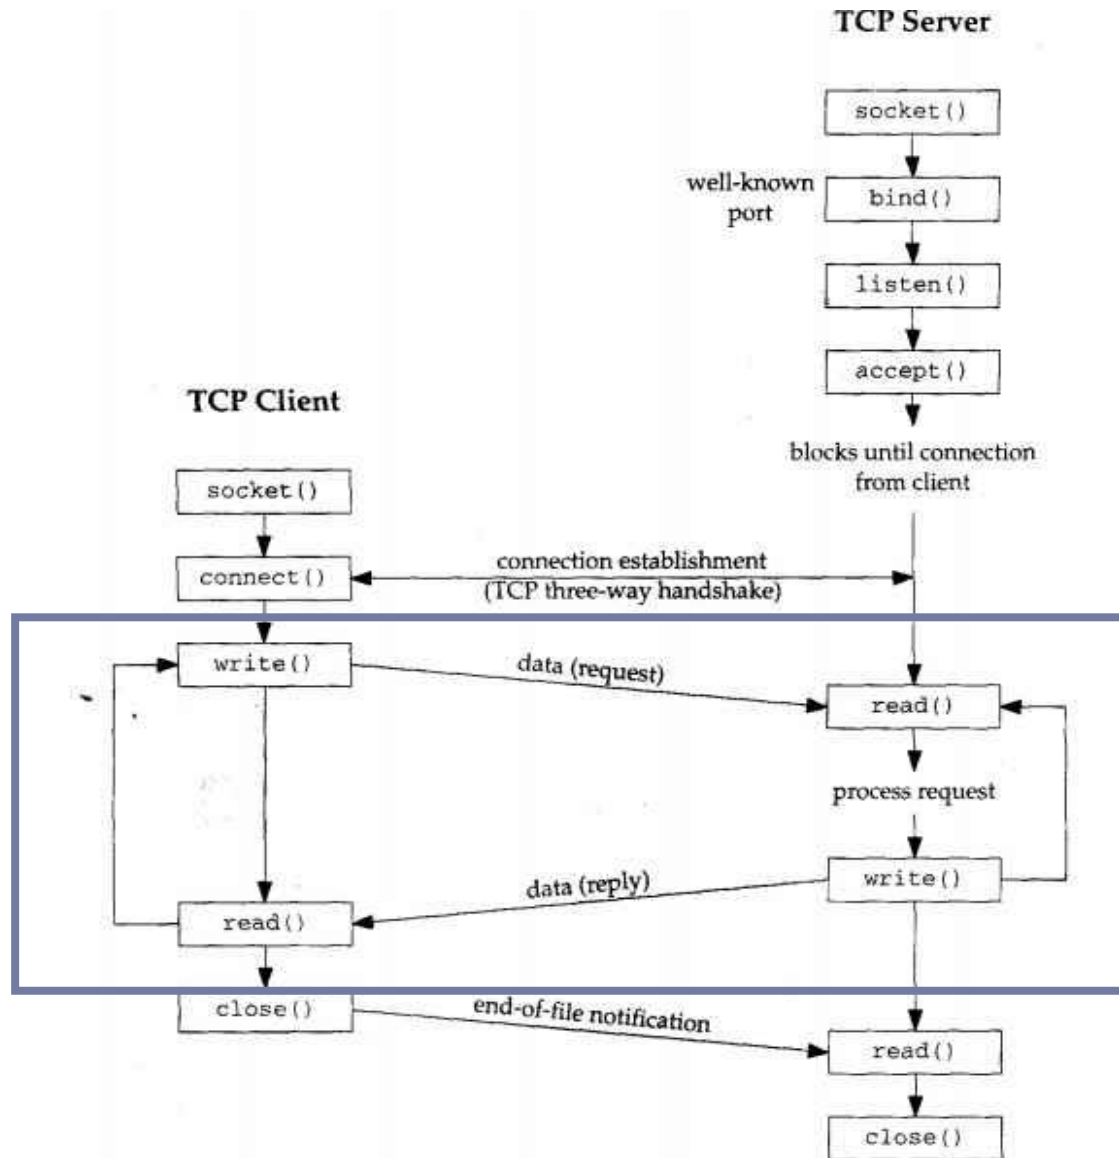 TCP Server
socket()
well-known
port
bind()
listen()
accept()
TCP Client
blocks until connection
from client
socket()
connection establishment
connect()
(TCP three-way handshake)
write()
data (request)
read()
process request
data (reply)
write()
read()
close()
end-of-file notification
read()
close()